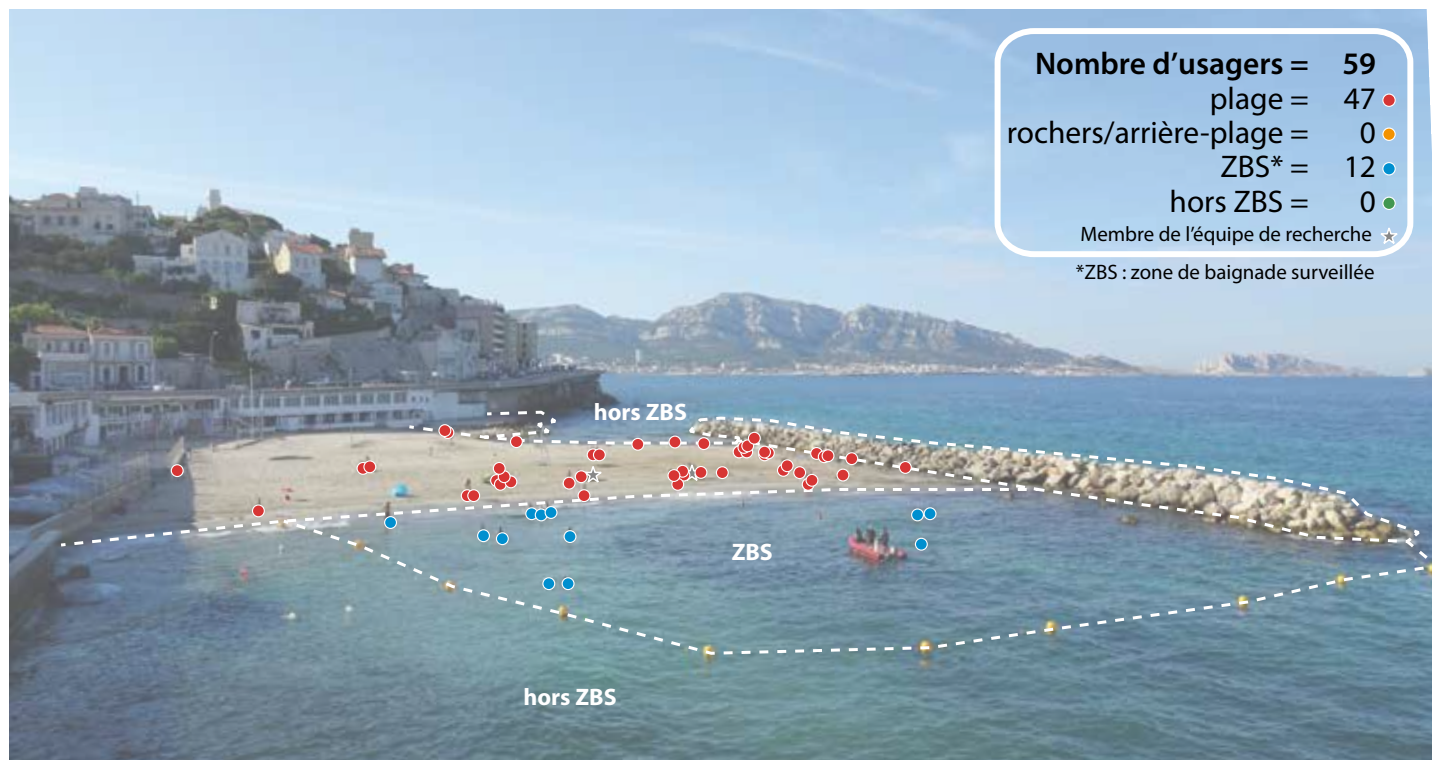 Nombre d’usagers = 59
plage = 47
rochers/arrière-plage = 0
ZBS* = 12
hors ZBS = 0
Membre de l’équipe de recherche
*ZBS : zone de baignade surveillée
hors ZBS
ZBS
hors ZBS